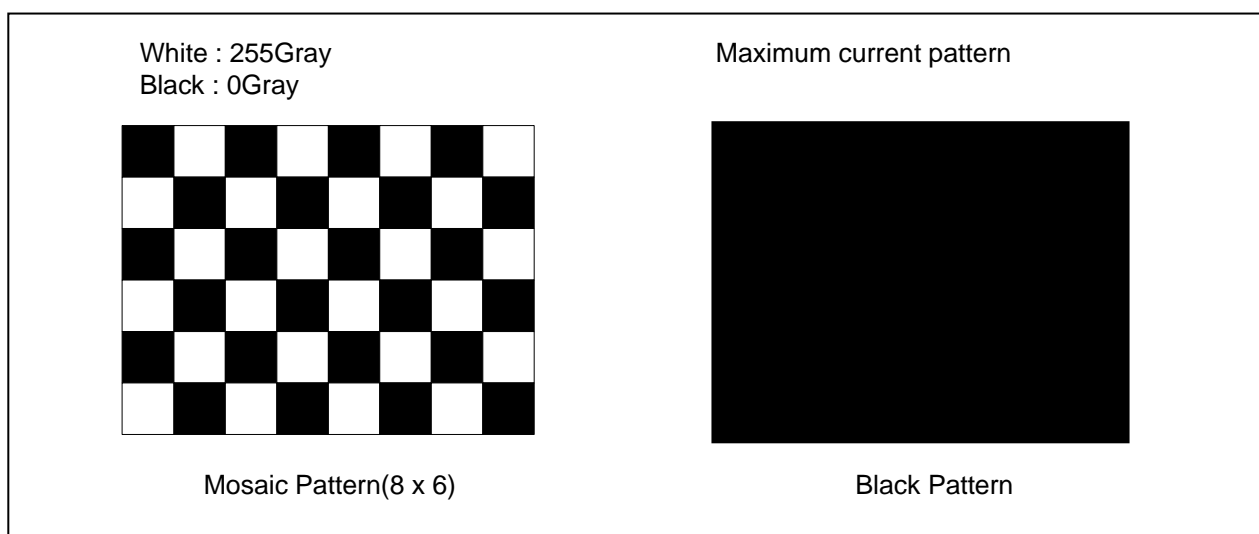 White : 255Gray
Black : 0Gray
Maximum current pattern
Mosaic Pattern(8 x 6)
Black Pattern